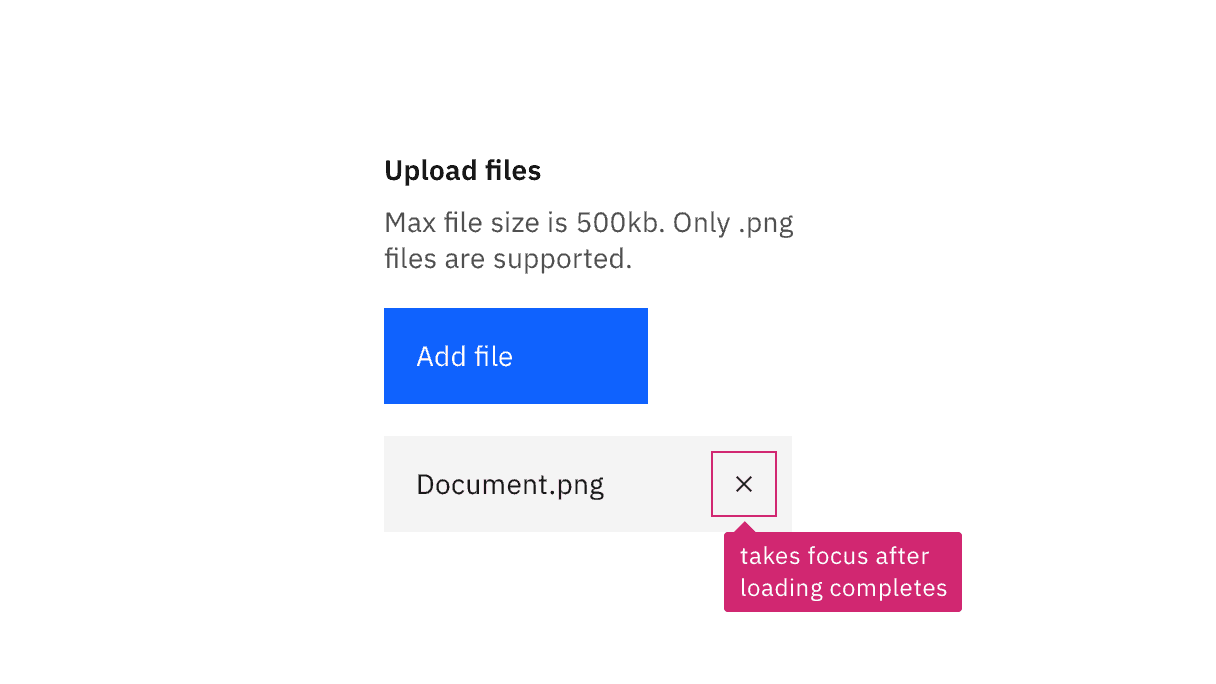 Upload files
Max file size is 500kb. Only .png
files are supported.
Add file
Document.png
takes focus after
loading completes